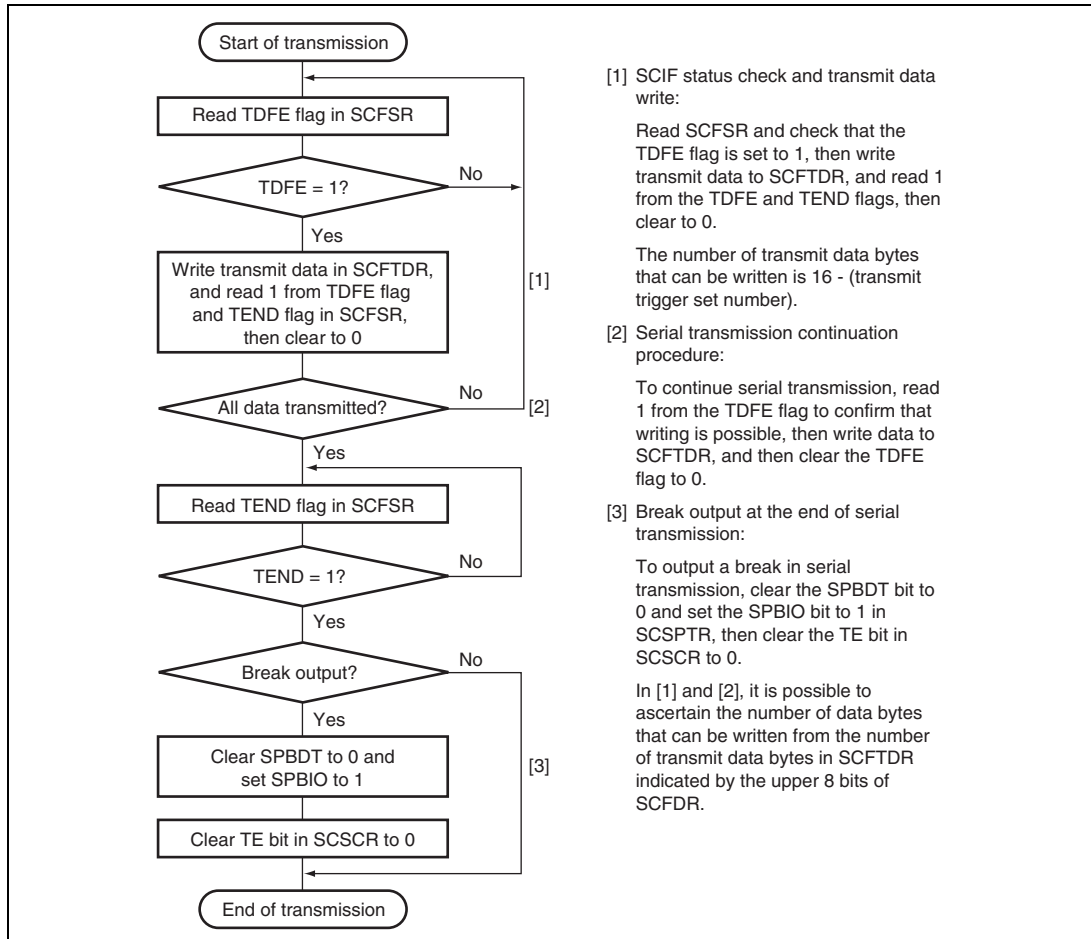 Start of transmission
Read TDFE flag in SCFSR
TDFE = 1?
No
Yes
Write transmit data in SCFTDR,
and read 1 from TDFE flag
and TEND flag in SCFSR,
then clear to 0
[1]
All data transmitted?
No
[2]
Yes
Read TEND flag in SCFSR
TEND = 1?
No
Yes
Break output?
No
Yes
Clear SPBDT to 0 and
set SPBIO to 1
[3]
Clear TE bit in SCSCR to 0
End of transmission
[1] SCIF status check and transmit data
write:
Read SCFSR and check that the
TDFE flag is set to 1, then write
transmit data to SCFTDR, and read 1
from the TDFE and TEND flags, then
clear to 0.
The number of transmit data bytes
that can be written is 16 - (transmit
trigger set number).
[2] Serial transmission continuation
procedure:
To continue serial transmission, read
1 from the TDFE flag to confirm that
writing is possible, then write data to
SCFTDR, and then clear the TDFE
flag to 0.
[3] Break output at the end of serial
transmission:
To output a break in serial
transmission, clear the SPBDT bit to
0 and set the SPBIO bit to 1 in
SCSPTR, then clear the TE bit in
SCSCR to 0.
In [1] and [2], it is possible to
ascertain the number of data bytes
that can be written from the number
of transmit data bytes in SCFTDR
indicated by the upper 8 bits of
SCFDR.